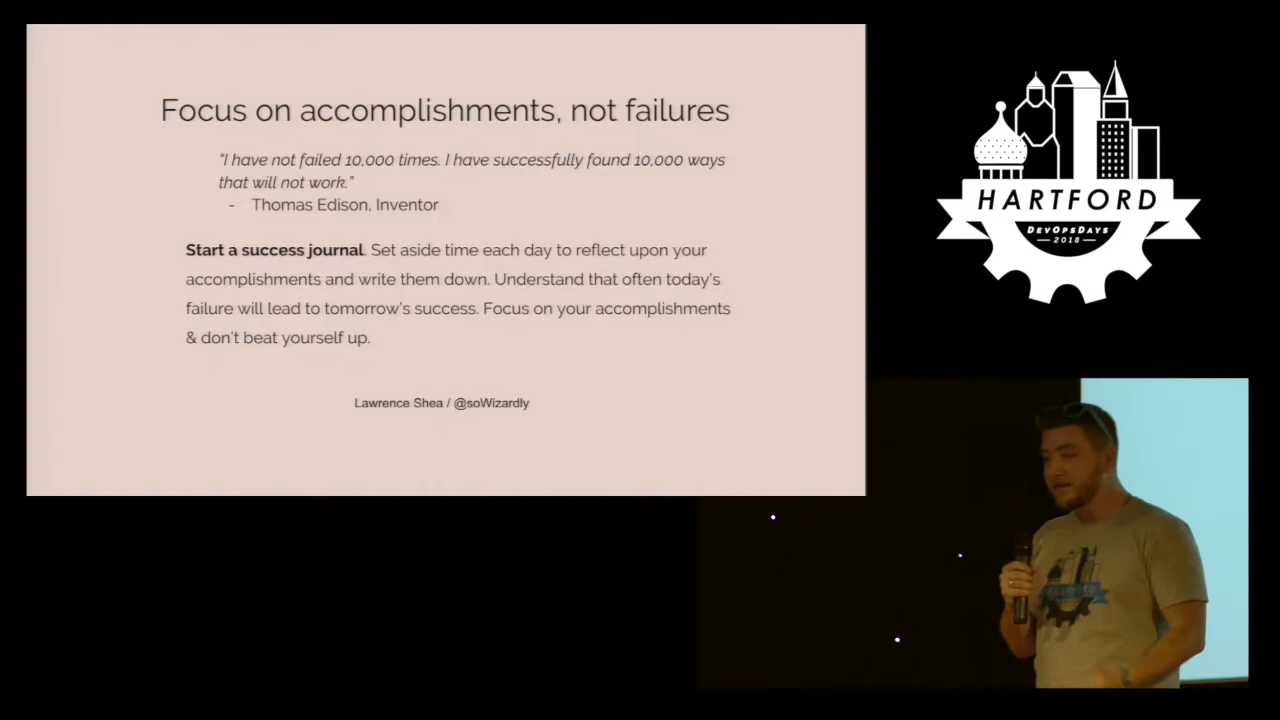 Focus on accomplishments, not failures
"I have not failed 10,000 times. I have successfully found 10,000 ways
that will not work."
- Thomas Edison, Inventor
Start a success journal. Set aside time each day to reflect upon your
accomplishments and write them down. Understand that often today's
failure will lead to tomorrow's success. Focus on your accomplishments
& don't beat yourself up.
Lawrence Shea / @soWizardly
HARTFORD
DEVOPSDAYS
2018
HARTFORD